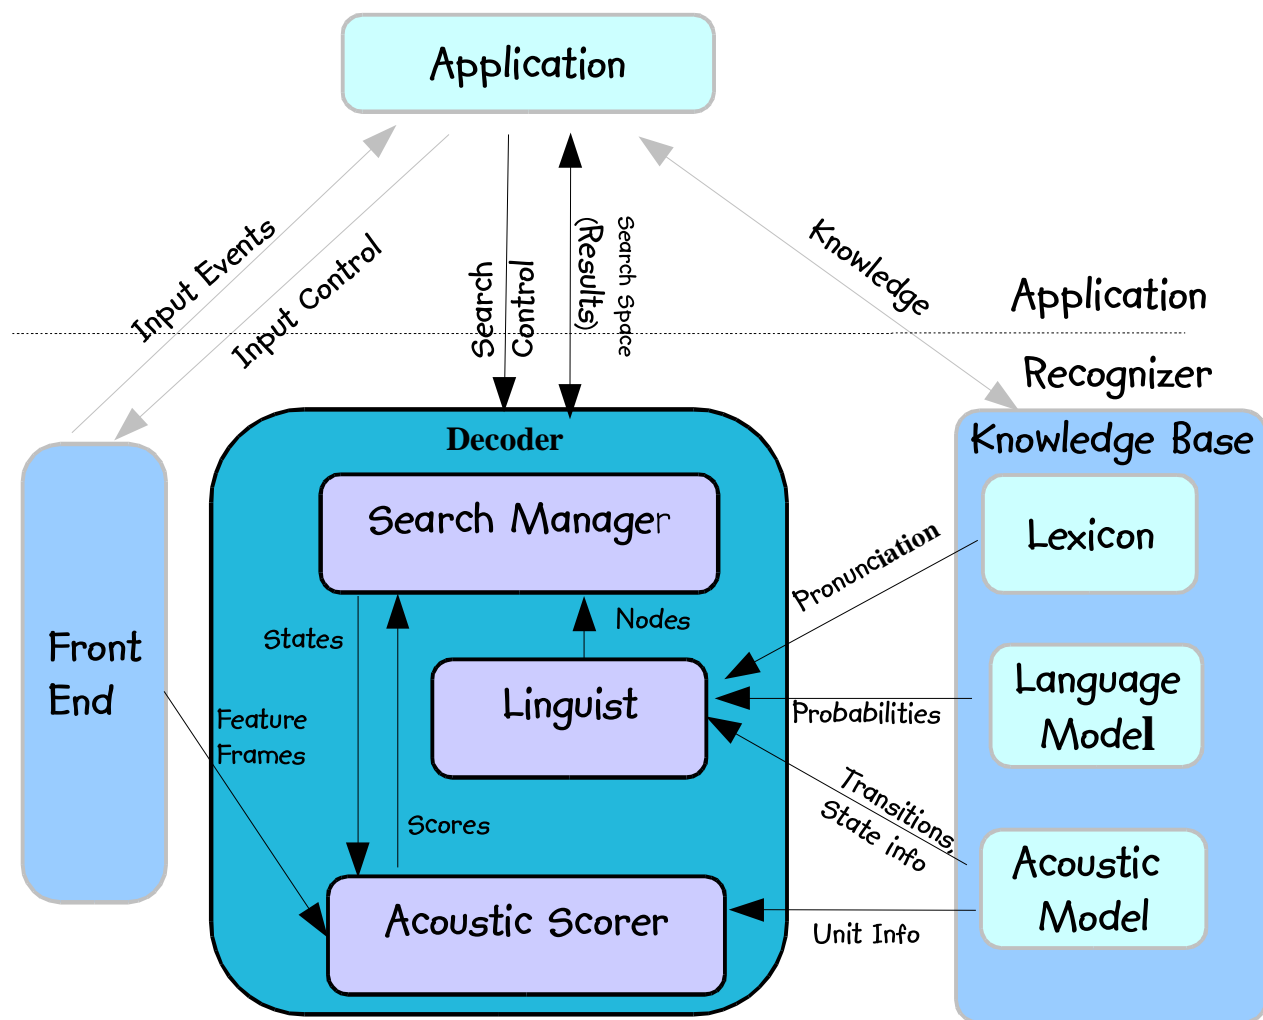 Application
Input Events
Input Control
Search
Control
(Results)
Search Space
Knowledge
Application
Recognizer
Decoder
Knowledge Base
Search Manager
Lexicon
Pronunciation
States
Nodes
Front
End
Linguist
Language
Model
Feature
Frames
Probabilities
Transitions,
State info
Scores
Acoustic Scorer
Acoustic
Model
Unit Info